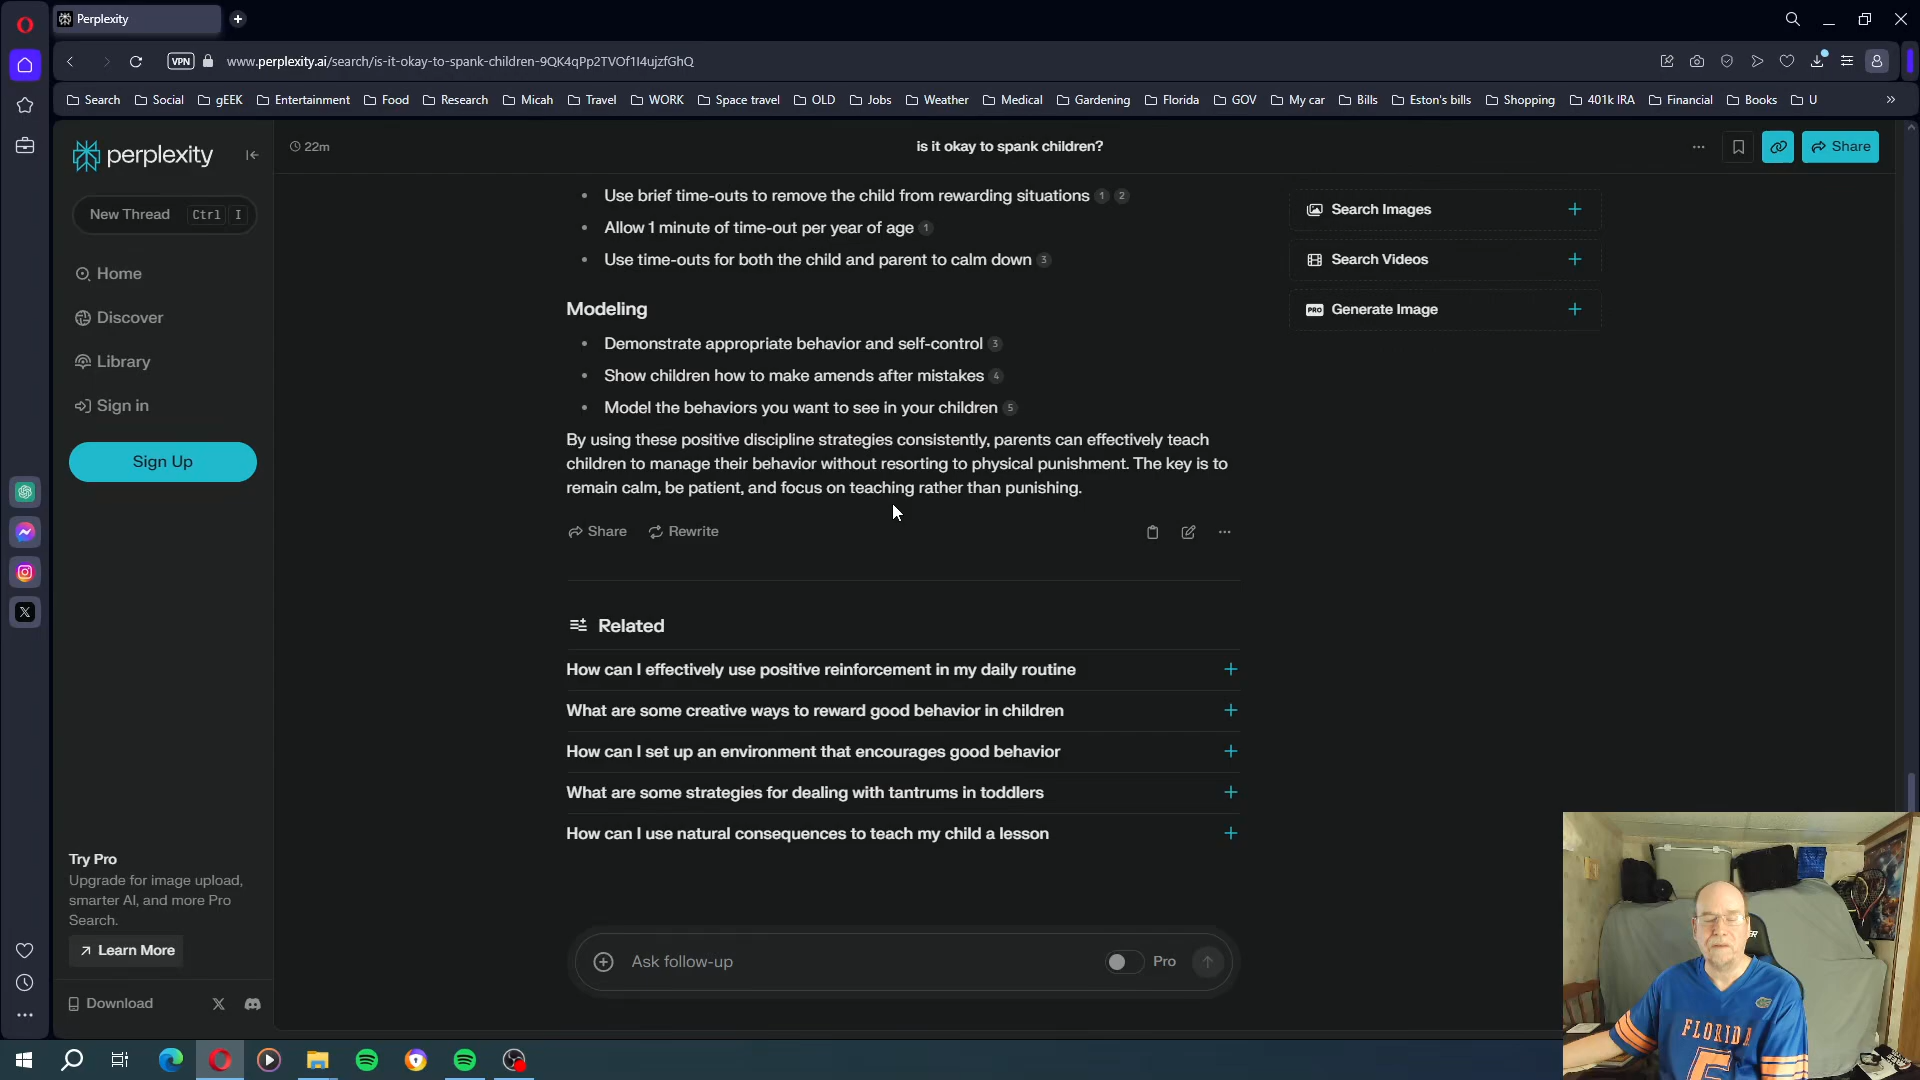 Perplexity
VPN
www.perplexity.ai/search/is-it-okay-to-spank-children-9QK4qPp2TVOf1I4ujzfGhQ
Search Social gEEK Entertainment Food Research Micah Travel WORK Space travel OLD Jobs Weather Medical Gardening Florida GOV My car Bills Eston's bills Shopping 401k IRA Financial Books U
perplexity
New Thread Ctrl I
Home
Discover
Library
Sign in
Sign Up
Try Pro
Upgrade for image upload,
smarter AI, and more Pro
Search.
Learn More
Download
22m
is it okay to spank children?
Share
Use brief time-outs to remove the child from rewarding situations 1 2
Allow 1 minute of time-out per year of age 1
Use time-outs for both the child and parent to calm down 3
Modeling
Demonstrate appropriate behavior and self-control 3
Show children how to make amends after mistakes 4
Model the behaviors you want to see in your children 5
By using these positive discipline strategies consistently, parents can effectively teach
children to manage their behavior without resorting to physical punishment. The key is to
remain calm, be patient, and focus on teaching rather than punishing.
Share Rewrite
Related
How can I effectively use positive reinforcement in my daily routine
What are some creative ways to reward good behavior in children
How can I set up an environment that encourages good behavior
What are some strategies for dealing with tantrums in toddlers
How can I use natural consequences to teach my child a lesson
Ask follow-up
Pro
Search Images
Search Videos
PRO Generate Image
FLORIDA